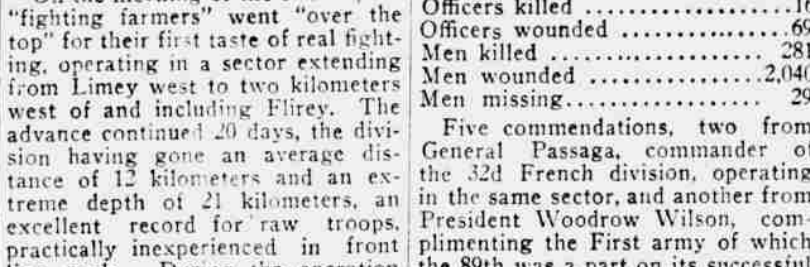 "fighting farmers" went "over the
top" for their first taste of real fight-
ing, operating in a sector extending
from Limey west to two kilometers
west of and including Flirey. The
advance continued 20 days, the divi-
sion having gone an average dis-
tance of 12 kilometers and an ex-
treme depth of 21 kilometers, an
excellent record for raw troops,
practically inexperienced in front
During the operation
Officers killed
Officers wounded
Men killed
Men wounded
Men missing
Five commendations, two from
General Passaga, commander of
the 32d French division, operating
in the same sector, and another from
President Woodrow Wilson, com-
plimenting the First army of which
the 89th was a part on its successful